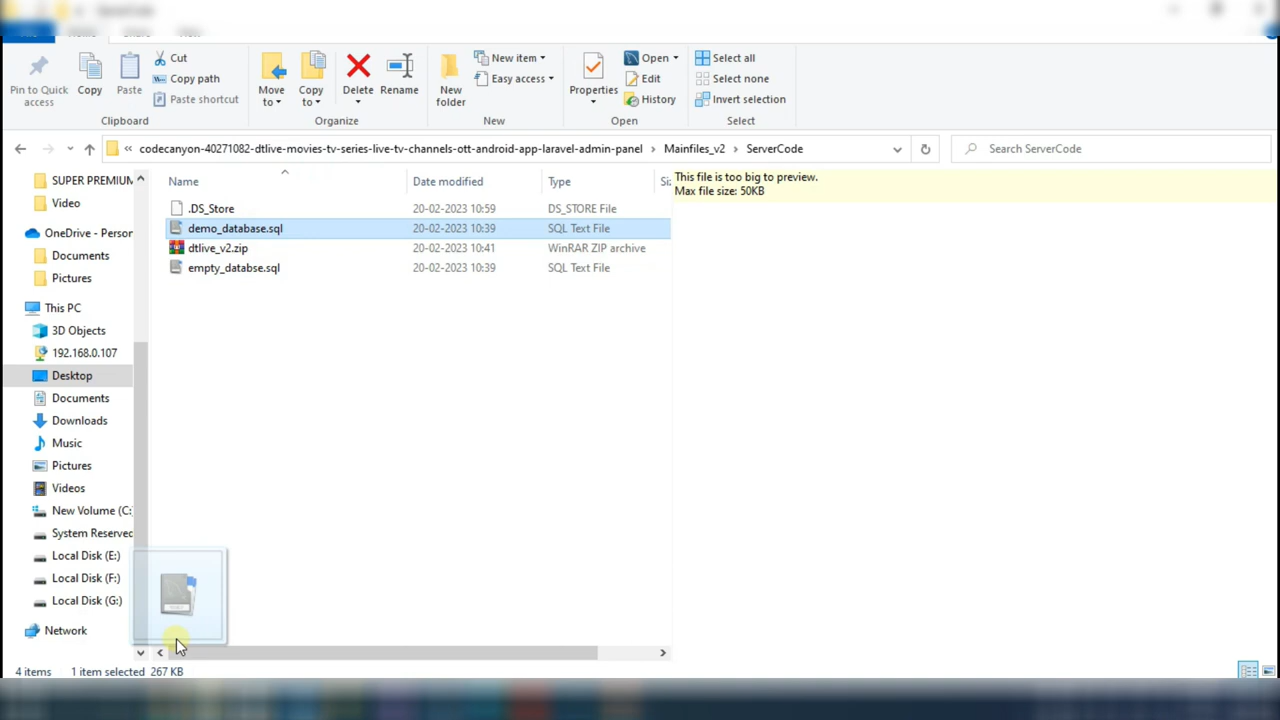 Pin to Quick access
Copy
Paste
Cut
Copy path
Paste shortcut
Clipboard
Move to
Copy to
Delete
Rename
Organize
New folder
New item
Easy access
New
Properties
Open
Edit
History
Open
Select all
Select none
Invert selection
Select
« codecanyon-40271082-dtlive-movies-tv-series-live-tv-channels-ott-android-app-laravel-admin-panel > Mainfiles_v2 > ServerCode
Search ServerCode
SUPER PREMIUM
Video
OneDrive - Person
Documents
Pictures
This PC
3D Objects
192.168.0.107
Desktop
Documents
Downloads
Music
Pictures
Videos
New Volume (C:
System Reserved
Local Disk (E:)
Local Disk (F:)
Local Disk (G:)
Network
Name Date modified Type Si
.DS_Store 20-02-2023 10:59 DS_STORE File
demo_database.sql 20-02-2023 10:39 SQL Text File
dtlive_v2.zip 20-02-2023 10:41 WinRAR ZIP archive
empty_databse.sql 20-02-2023 10:39 SQL Text File
This file is too big to preview.
Max file size: 50KB
4 items 1 item selected 267 KB